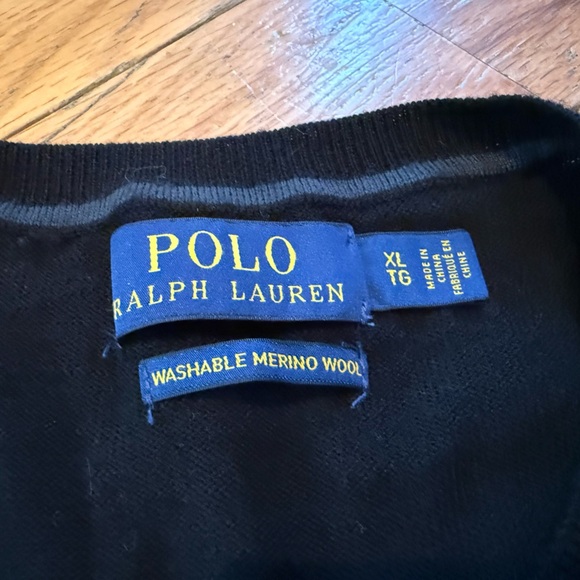 POLO
RALPH LAUREN
XL
TG
MADE IN
CHINA
FABRIQUÉ EN
CHINE
WASHABLE MERINO WOOL